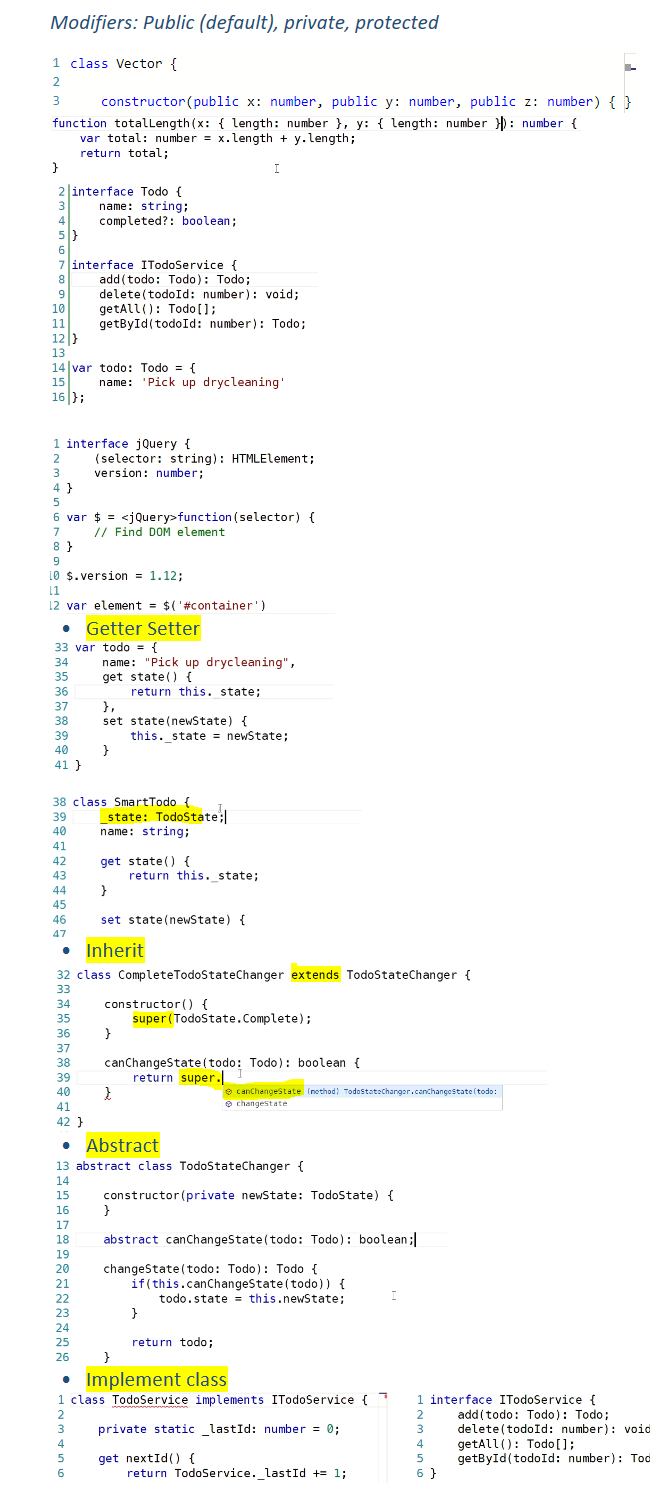 Modifiers: Public (default), private, protected
1 class Vector {
2
3 constructor(public x: number, public y: number, public z: number) { }
function totalLength(x: { length: number }, y: { length: number }): number {
var total: number = x.length + y.length;
return total;
}
2 interface Todo {
3 name: string;
4 completed?: boolean;
5 }
6
7 interface ITodoService {
8 add(todo: Todo): Todo;
9 delete(todoId: number): void;
10 getAll(): Todo[];
11 getById(todoId: number): Todo;
12 }
13
14 var todo: Todo = {
15 name: 'Pick up drycleaning'
16 };
1 interface jQuery {
2 (selector: string): HTMLElement;
3 version: number;
4 }
5
6 var $ = <jQuery>function(selector) {
7 // Find DOM element
8 }
9
10 $.version = 1.12;
11
12 var element = $('#container')
• Getter Setter
33 var todo = {
34 name: "Pick up drycleaning",
35 get state() {
36 return this._state;
37 },
38 set state(newState) {
39 this._state = newState;
40 }
41 }
38 class SmartTodo {
39 _state: TodoState;
40 name: string;
41
42 get state() {
43 return this._state;
44 }
45
46 set state(newState) {
47
• Inherit
32 class CompleteTodoStateChanger extends TodoStateChanger {
33
34 constructor() {
35 super(TodoState.Complete);
36 }
37
38 canChangeState(todo: Todo): boolean {
39 return super.
40 }
canChangeState (method) TodoStateChanger.canChangeState(todo:
41
changeState
42 }
• Abstract
13 abstract class TodoStateChanger {
14
15 constructor(private newState: TodoState) {
16 }
17
18 abstract canChangeState(todo: Todo): boolean;
19
20 changeState(todo: Todo): Todo {
21 if(this.canChangeState(todo)) {
22 todo.state = this.newState;
23 }
24
25 return todo;
26 }
• Implement class
1 class TodoService implements ITodoService {
2
3 private static _lastId: number = 0;
4
5 get nextId() {
6 return TodoService._lastId += 1;
1 interface ITodoService {
2 add(todo: Todo): Todo;
3 delete(todoId: number): void
4 getAll(): Todo[];
5 getById(todoId: number): Tod
6 }